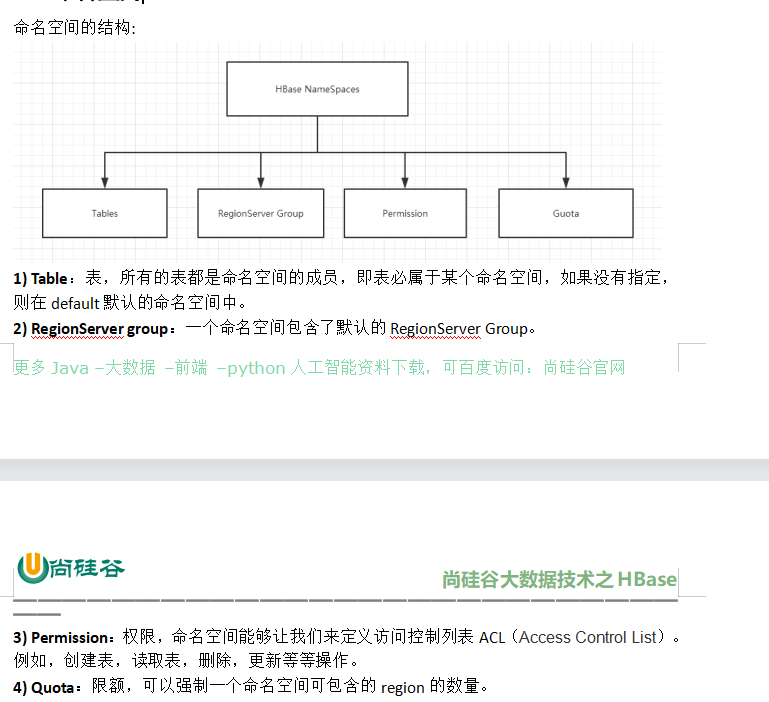 命名空间的结构:
HBase NameSpaces
Tables
RegionServer Group
Permission
Guota
1) Table：表，所有的表都是命名空间的成员，即表必属于某个命名空间，如果没有指定，
则在 default 默认的命名空间中。
2) RegionServer group：一个命名空间包含了默认的 RegionServer Group。
更多 Java –大数据 –前端 –python 人工智能资料下载，可百度访问：尚硅谷官网
尚硅谷
尚硅谷大数据技术之 HBase
3) Permission：权限，命名空间能够让我们来定义访问控制列表 ACL（Access Control List）。
例如，创建表，读取表，删除，更新等等操作。
4) Quota：限额，可以强制一个命名空间可包含的 region 的数量。